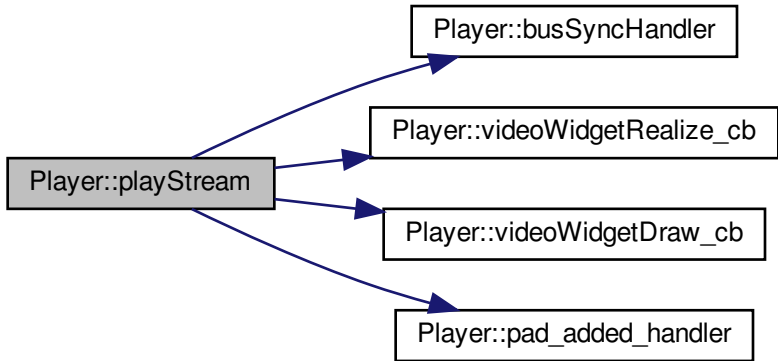 Player::busSyncHandler
Player::videoWidgetRealize_cb
Player::playStream
Player::videoWidgetDraw_cb
Player::pad_added_handler